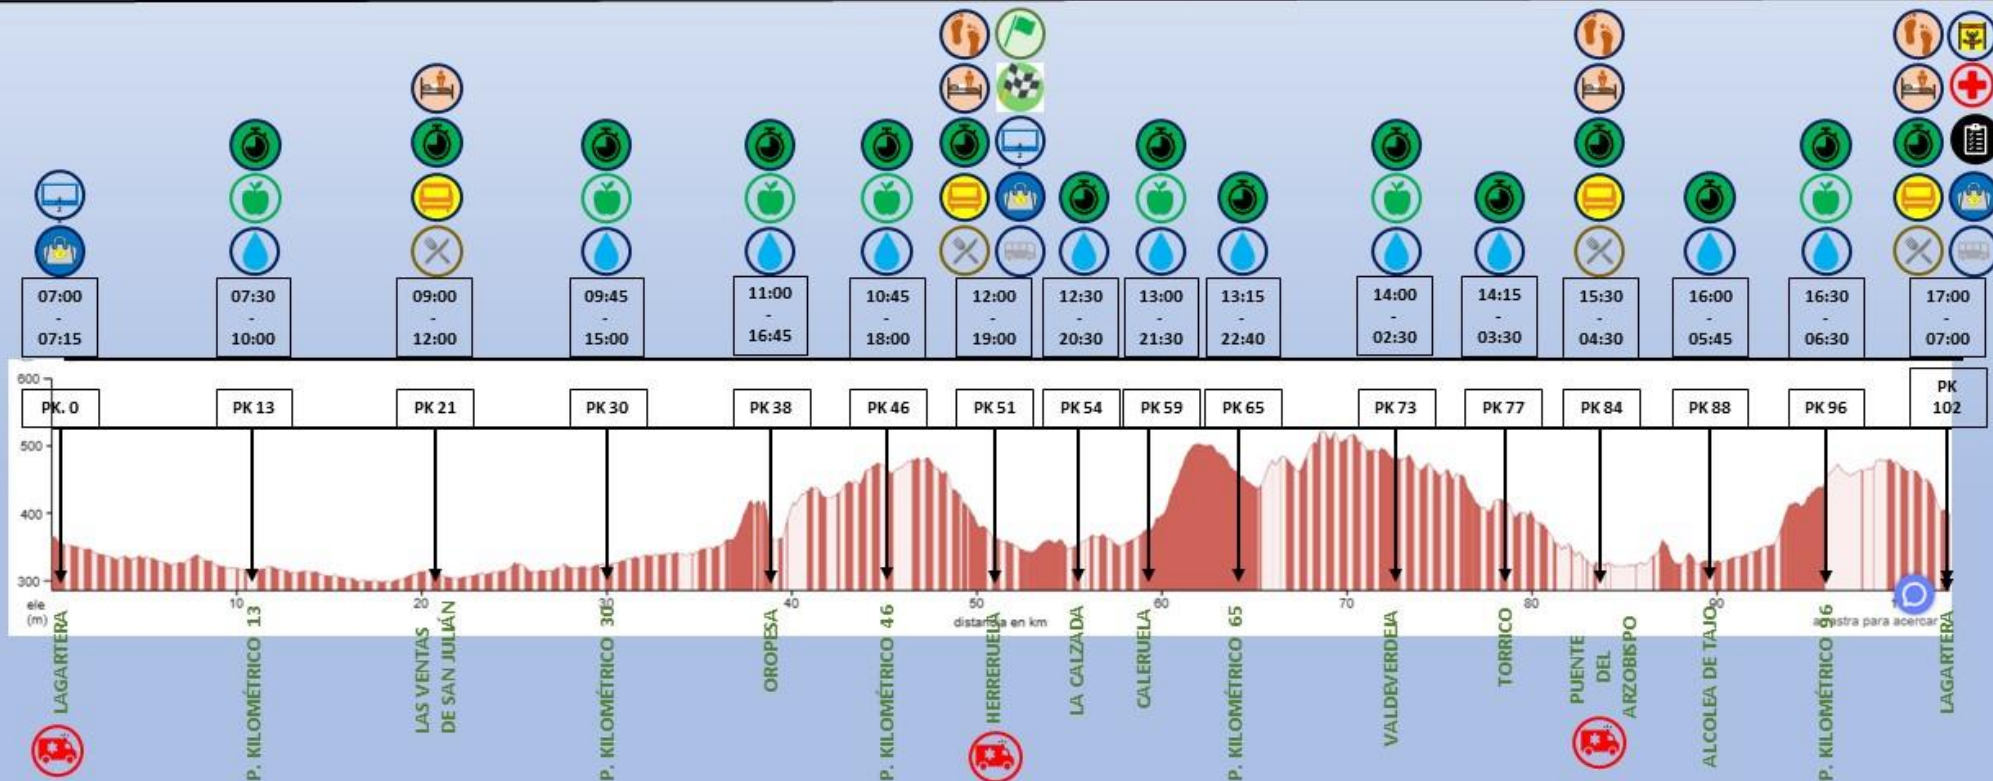 07:00
-
07:15
07:30
-
10:00
09:00
-
12:00
09:45
-
15:00
11:00
-
16:45
10:45
-
18:00
12:00
-
19:00
12:30
-
20:30
13:00
-
21:30
13:15
-
22:40
14:00
-
02:30
14:15
-
03:30
15:30
-
04:30
16:00
-
05:45
16:30
-
06:30
17:00
-
07:00
PK. 0
PK 13
PK 21
PK 30
PK 38
PK 46
PK 51
PK 54
PK 59
PK 65
PK 73
PK 77
PK 84
PK 88
PK 96
PK
102
600
500
400
300
ele
(m)
10
20
30
40
50
60
70
80
90
distancia en km
arrastra para acercar
LAGARTERA
P. KILOMÉTRICO 13
LAS VENTAS
DE SAN JULIÁN
P. KILOMÉTRICO 30
OROPESA
P. KILOMÉTRICO 46
HERRERUELA
LA CALZADA
CALERUELA
P. KILOMÉTRICO 65
VALDEVERDEJA
TORRICO
PUENTE
DEL
ARZOBISPO
ALCOLEA DE TAJO
P. KILOMÉTRICO 96
LAGARTERA